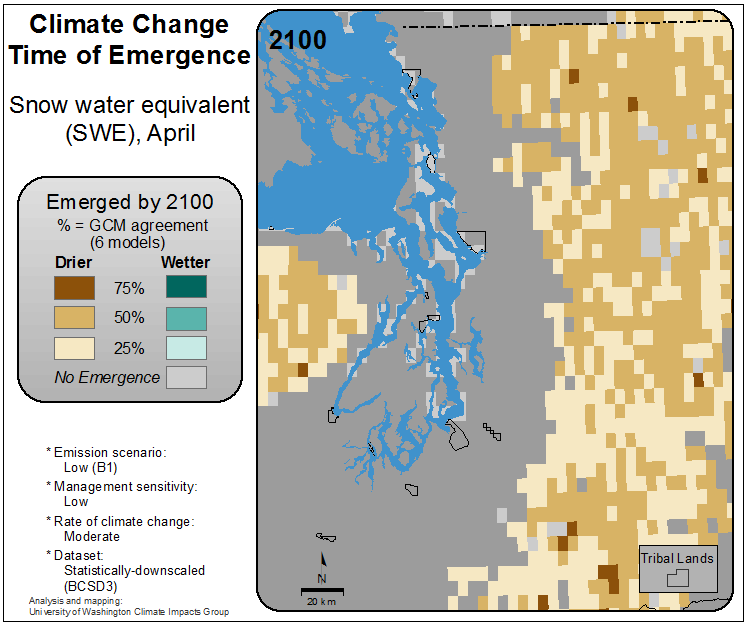 Climate Change
Time of Emergence
Snow water equivalent
(SWE), April
Emerged by 2100
% = GCM agreement
(6 models)
Drier Wetter
75%
50%
25%
No Emergence
* Emission scenario:
Low (B1)
* Management sensitivity:
Low
* Rate of climate change:
Moderate
* Dataset:
Statistically-downscaled
(BCSD3)
Analysis and mapping:
University of Washington Climate Impacts Group
2100
N
20 km
Tribal Lands